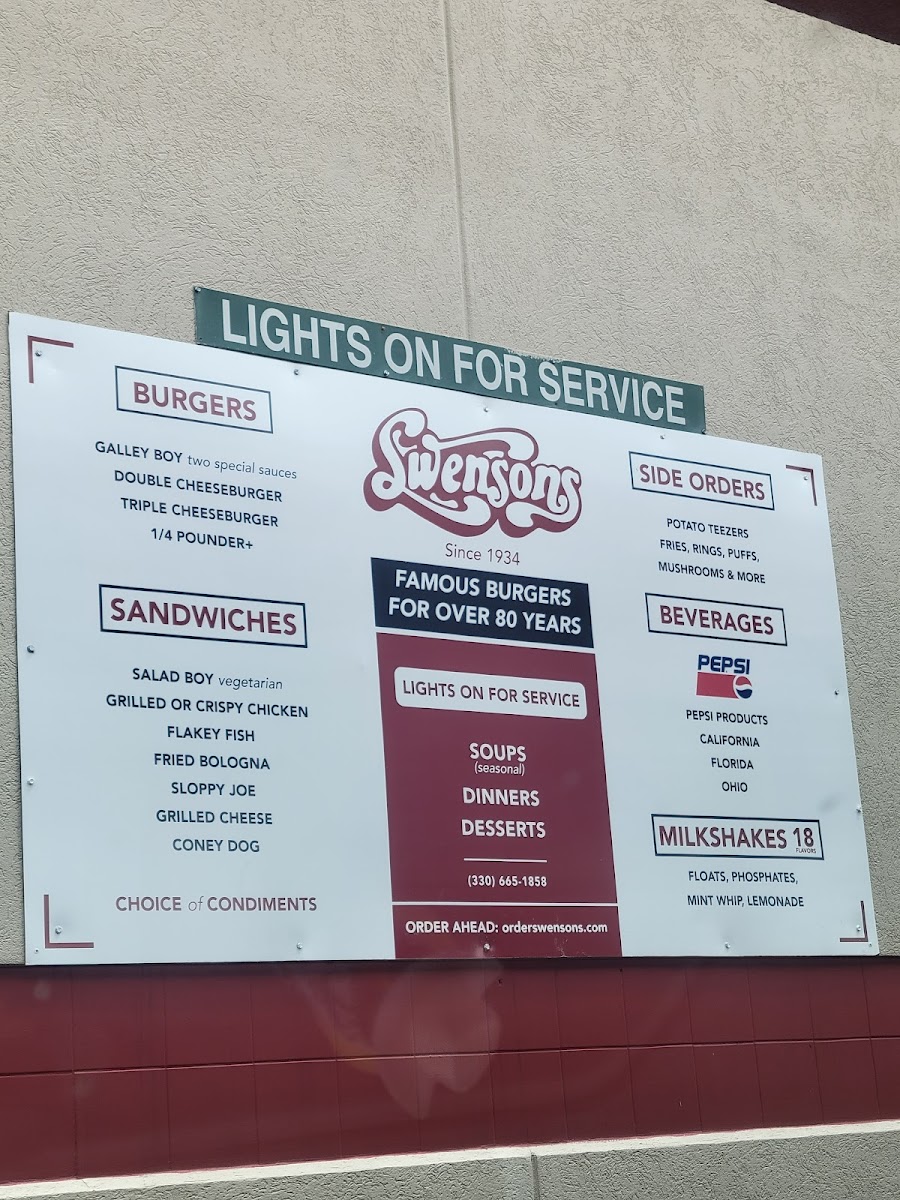 LIGHTS ON FOR SERVICE
BURGERS
GALLEY BOY two special sauces
DOUBLE CHEESEBURGER
TRIPLE CHEESEBURGER
1/4 POUNDER+
SANDWICHES
SALAD BOY vegetarian
GRILLED OR CRISPY CHICKEN
FLAKEY FISH
FRIED BOLOGNA
SLOPPY JOE
GRILLED CHEESE
CONEY DOG
CHOICE of CONDIMENTS
Swensons
Since 1934
FAMOUS BURGERS
FOR OVER 80 YEARS
LIGHTS ON FOR SERVICE
SOUPS
(seasonal)
DINNERS
DESSERTS
(330) 665-1858
ORDER AHEAD: orderswensons.com
SIDE ORDERS
POTATO TEEZERS
FRIES, RINGS, PUFFS,
MUSHROOMS & MORE
BEVERAGES
PEPSI
PEPSI PRODUCTS
CALIFORNIA
FLORIDA
OHIO
MILKSHAKES 18
FLAVORS
FLOATS, PHOSPHATES,
MINT WHIP, LEMONADE